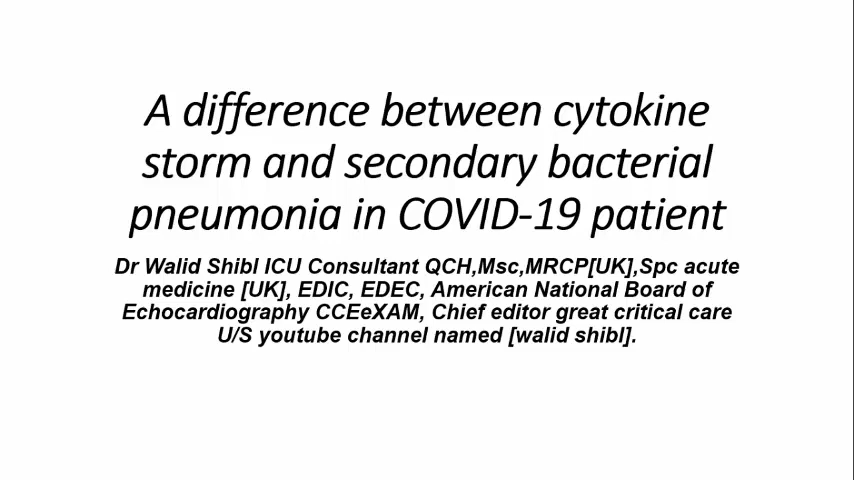 A difference between cytokine
storm and secondary bacterial
pneumonia in COVID-19 patient
Dr Walid Shibl ICU Consultant QCH,Msc,MRCP[UK],Spc acute
medicine [UK], EDIC, EDEC, American National Board of
Echocardiography CCEeXAM, Chief editor great critical care
U/S youtube channel named [walid shibl].